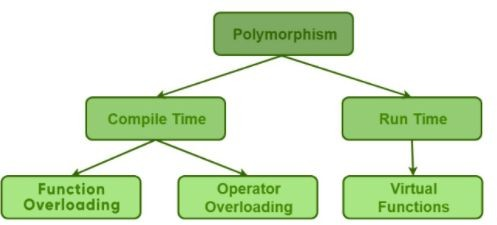 Polymorphism
Compile Time
Run Time
Function
Overloading
Operator
Overloading
Virtual
Functions